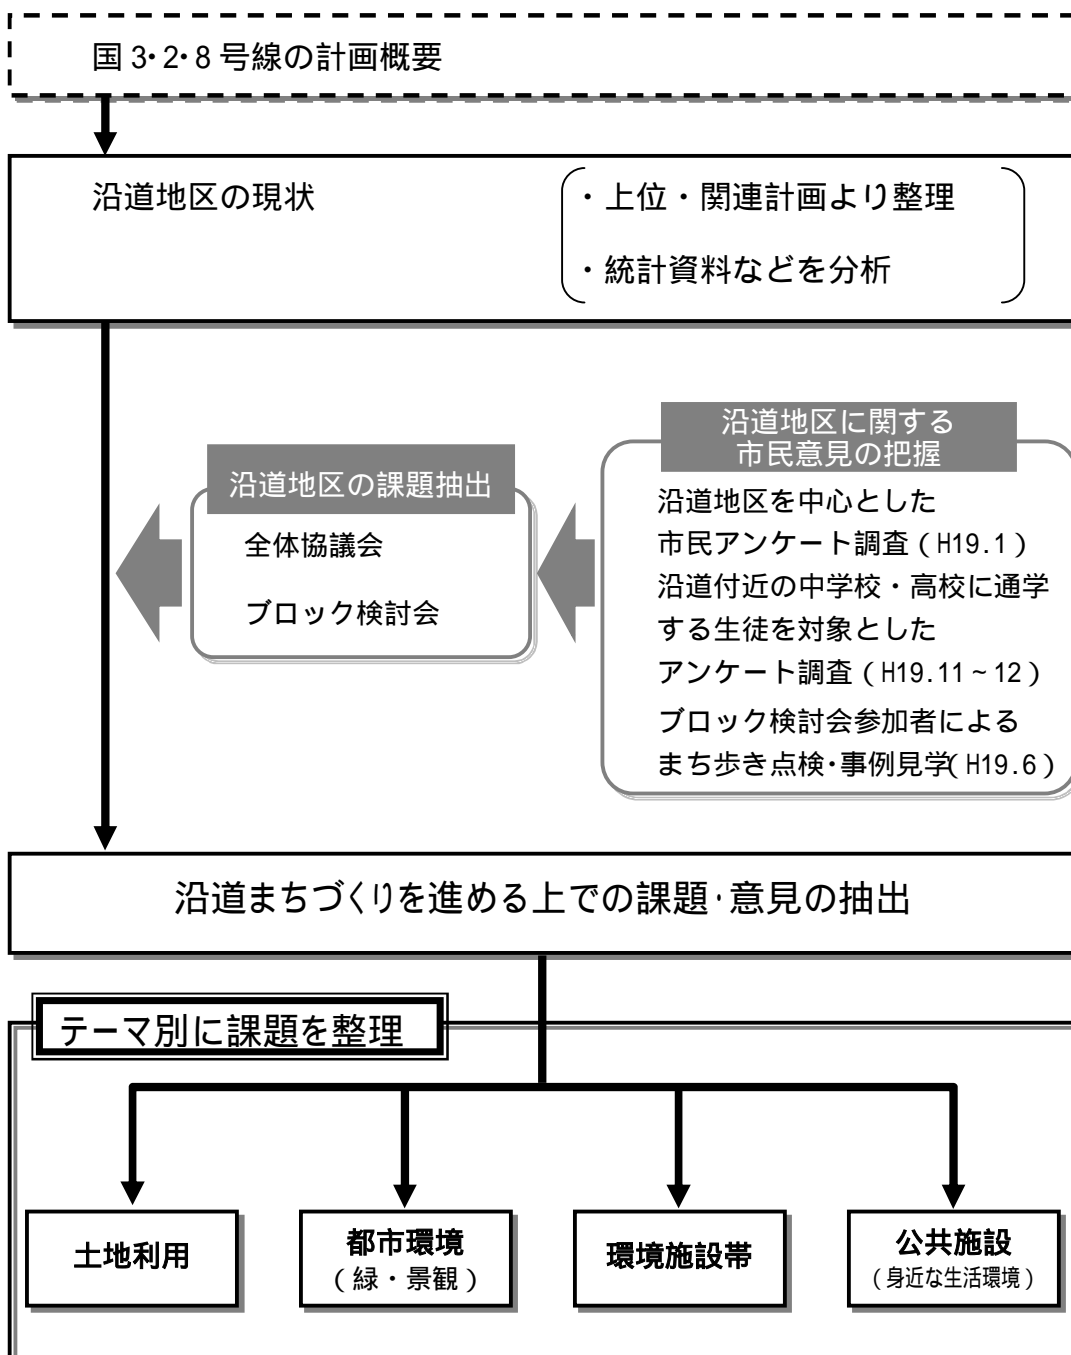 国3・2・8号線の計画概要
沿道地区の現状
・上位・関連計画より整理
・統計資料などを分析
沿道地区に関する
市民意見の把握
沿道地区を中心とした
市民アンケート調査（H19.1）
沿道付近の中学校・高校に通学
する生徒を対象とした
アンケート調査（H19.11～12）
ブロック検討会参加者による
まち歩き点検・事例見学（H19.6）
沿道地区の課題抽出
全体協議会
ブロック検討会
沿道まちづくりを進める上での課題・意見の抽出
テーマ別に課題を整理
土地利用
都市環境
（緑・景観）
環境施設帯
公共施設
（身近な生活環境）